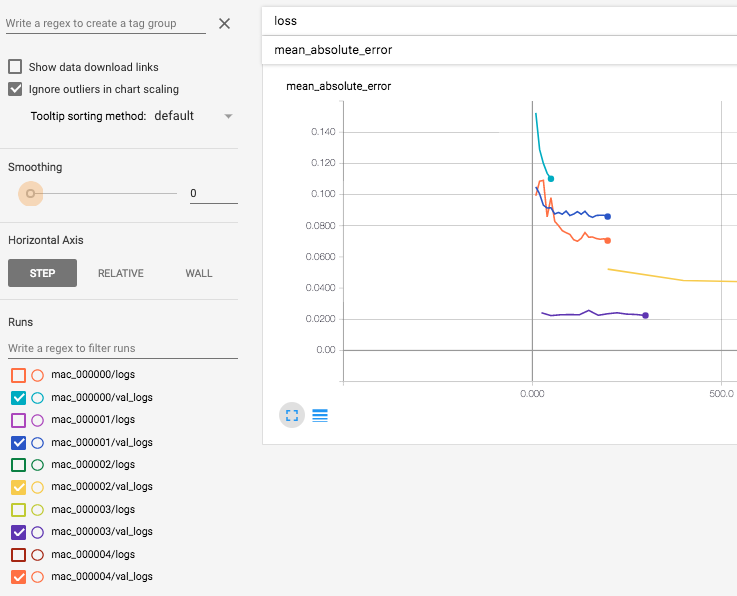 Write a regex to create a tag group
Show data download links
Ignore outliers in chart scaling
Tooltip sorting method: default
Smoothing
0
Horizontal Axis
STEP RELATIVE WALL
Runs
Write a regex to filter runs
mac_000000/logs
mac_000000/val_logs
mac_000001/logs
mac_000001/val_logs
mac_000002/logs
mac_000002/val_logs
mac_000003/logs
mac_000003/val_logs
mac_000004/logs
mac_000004/val_logs
loss
mean_absolute_error
mean_absolute_error
0.140
0.120
0.100
0.0800
0.0600
0.0400
0.0200
0.00
0.000 500.0